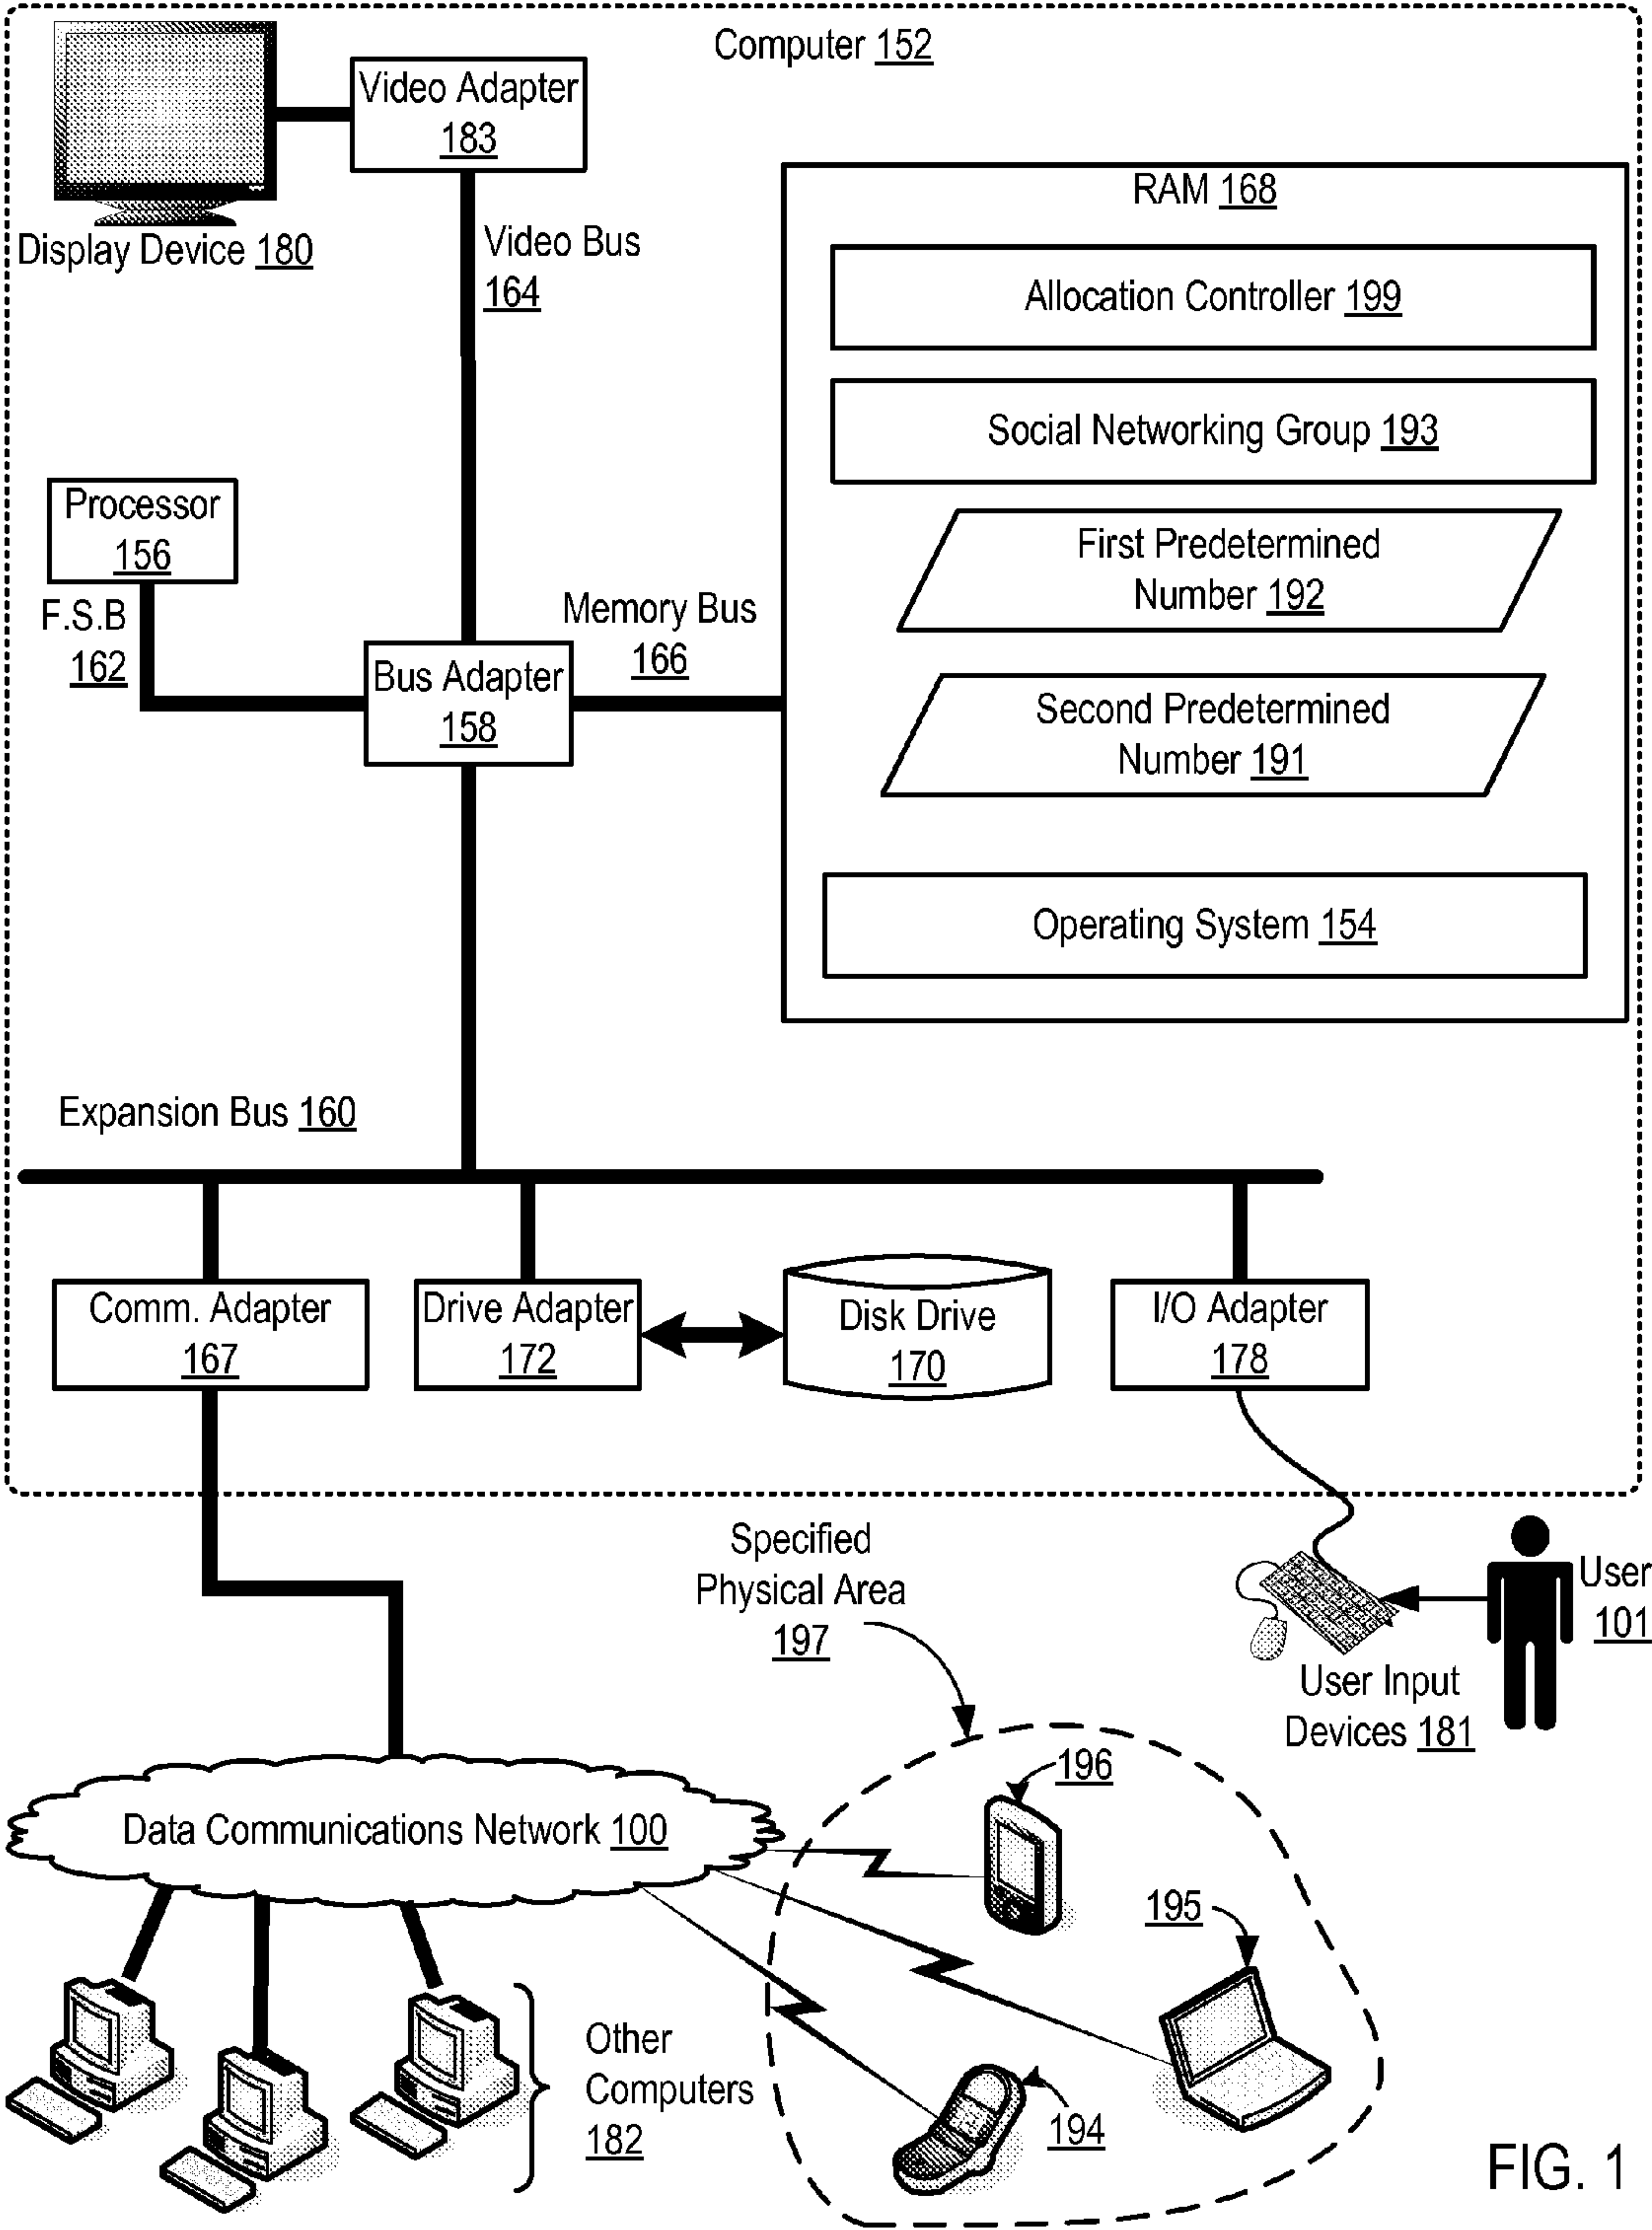 Computer 152
Video Adapter
183
Display Device 180
Video Bus
164
RAM 168
Allocation Controller 199
Social Networking Group 193
First Predetermined
Number 192
Second Predetermined
Number 191
Operating System 154
Processor
156
F.S.B
162
Bus Adapter
158
Memory Bus
166
Expansion Bus 160
Comm. Adapter
167
Drive Adapter
172
Disk Drive
170
I/O Adapter
178
Specified
Physical Area
197
User
101
User Input
Devices 181
Data Communications Network 100
196
195
194
Other
Computers
182
FIG. 1